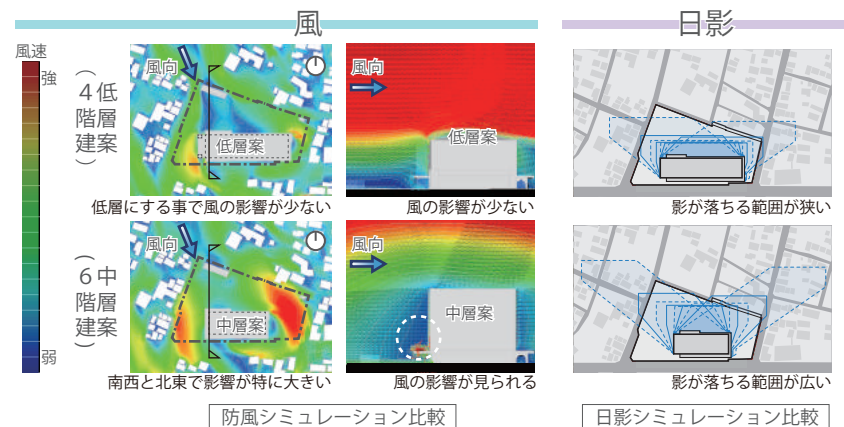 風
日影
風速
強
弱
低層案
（4階建）
風向
低層案
低層にする事で風の影響が少ない
風向
低層案
風の影響が少ない
影が落ちる範囲が狭い
中層案
（6階建）
風向
中層案
南西と北東で影響が特に大きい
風向
中層案
風の影響が見られる
影が落ちる範囲が広い
防風シミュレーション比較
日影シミュレーション比較